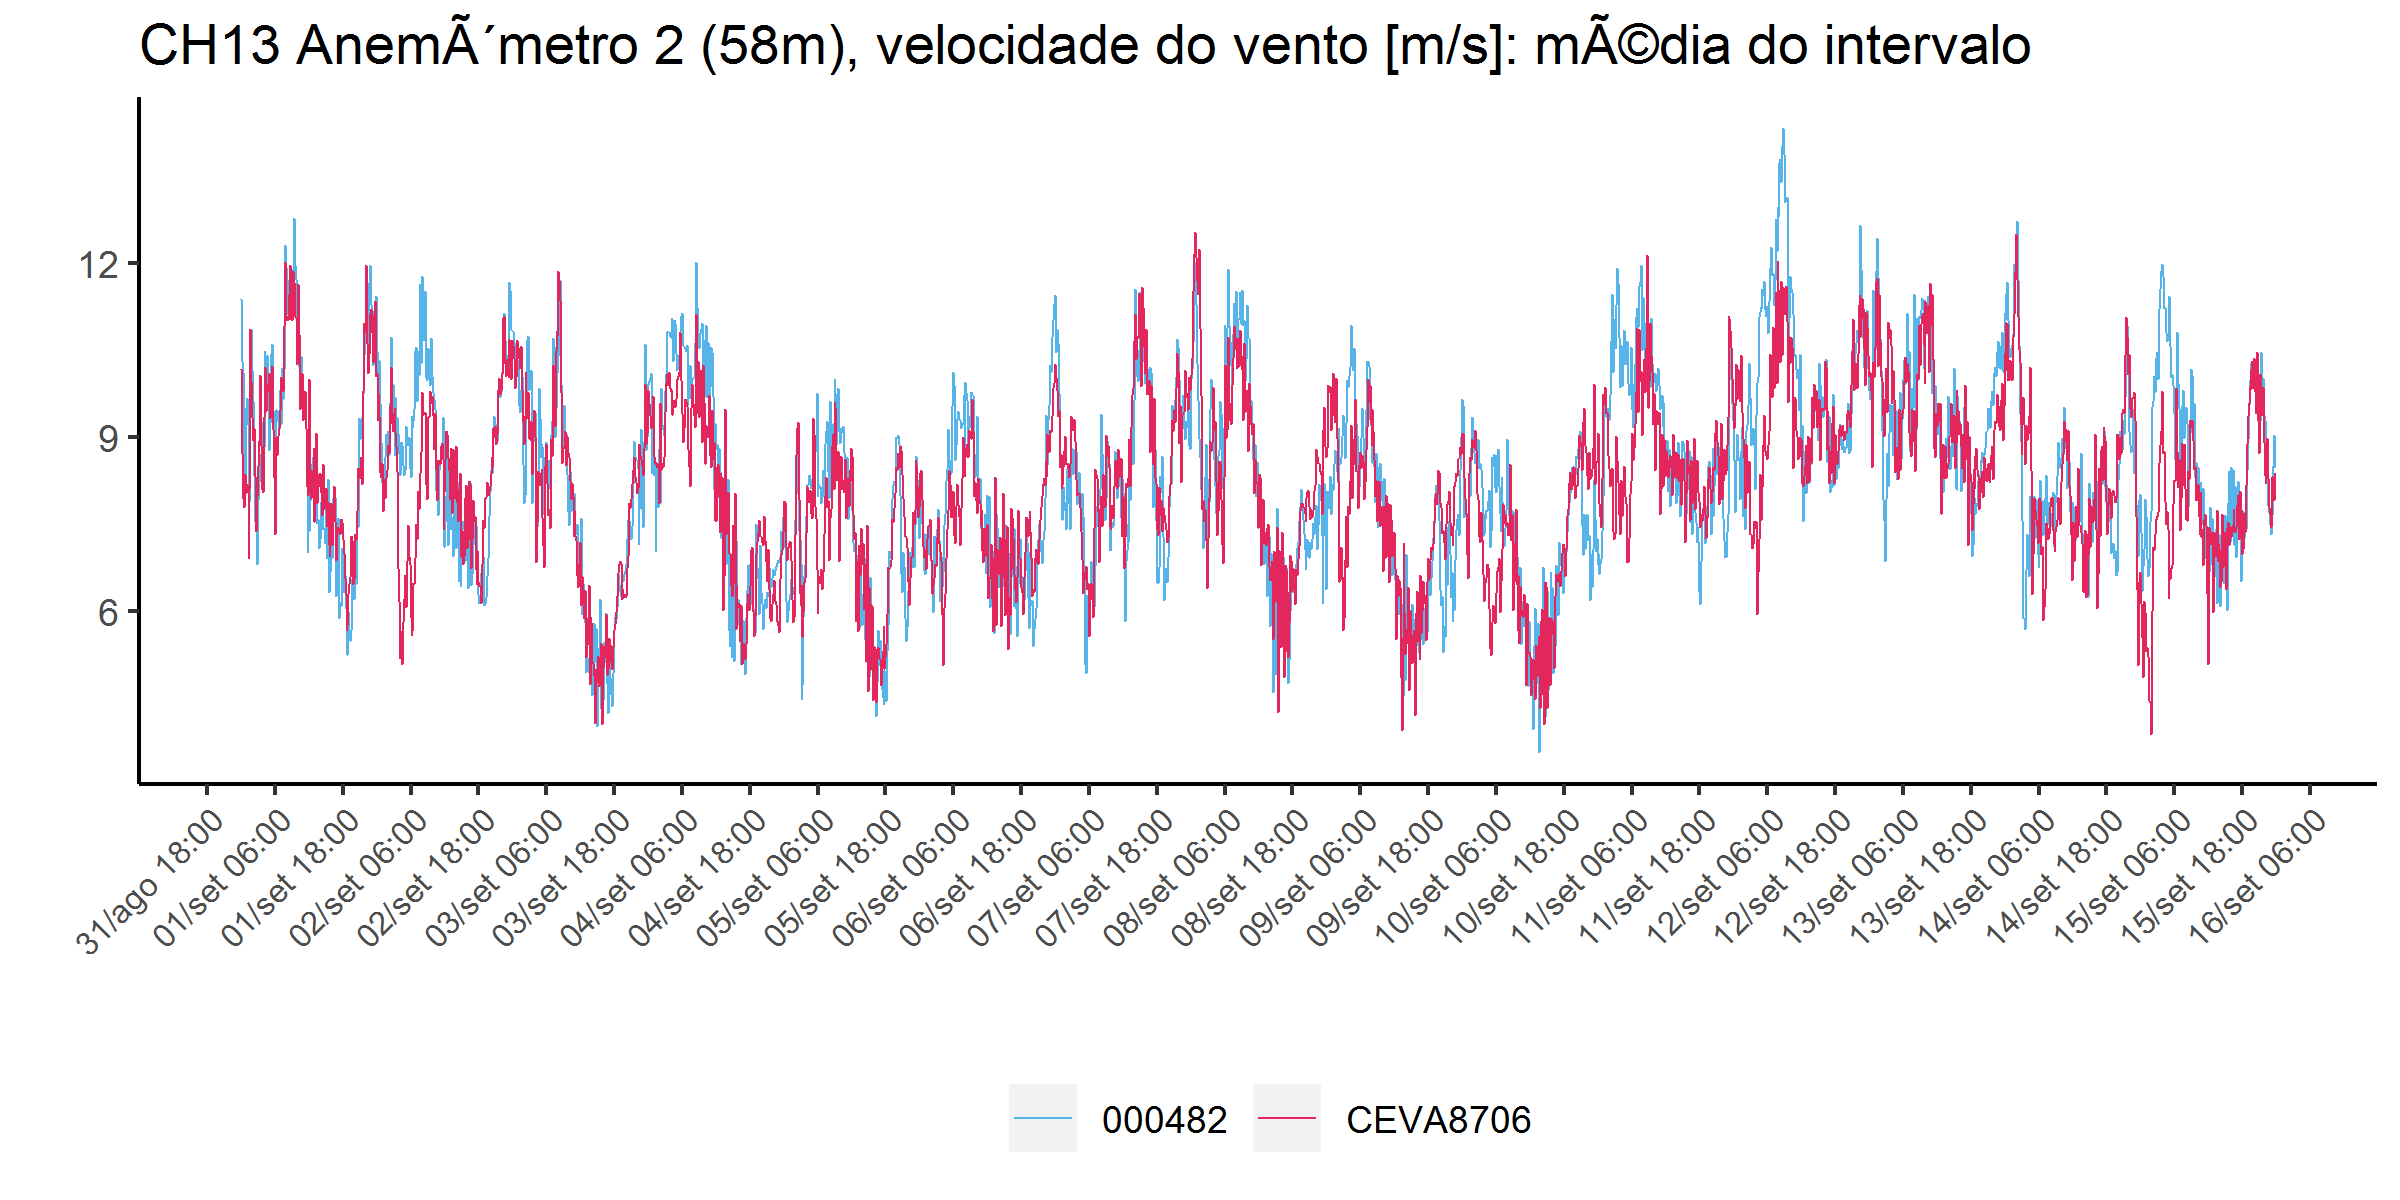 CH13 AnemÃ´metro 2 (58m), velocidade do vento [m/s]: mÃ©dia do intervalo
12
9
6
31/ago 18:00
01/set 06:00
01/set 18:00
02/set 06:00
02/set 18:00
03/set 06:00
03/set 18:00
04/set 06:00
04/set 18:00
05/set 06:00
05/set 18:00
06/set 06:00
06/set 18:00
07/set 06:00
07/set 18:00
08/set 06:00
08/set 18:00
09/set 06:00
09/set 18:00
10/set 06:00
10/set 18:00
11/set 06:00
11/set 18:00
12/set 06:00
12/set 18:00
13/set 06:00
13/set 18:00
14/set 06:00
14/set 18:00
15/set 06:00
15/set 18:00
16/set 06:00
000482 CEVA8706